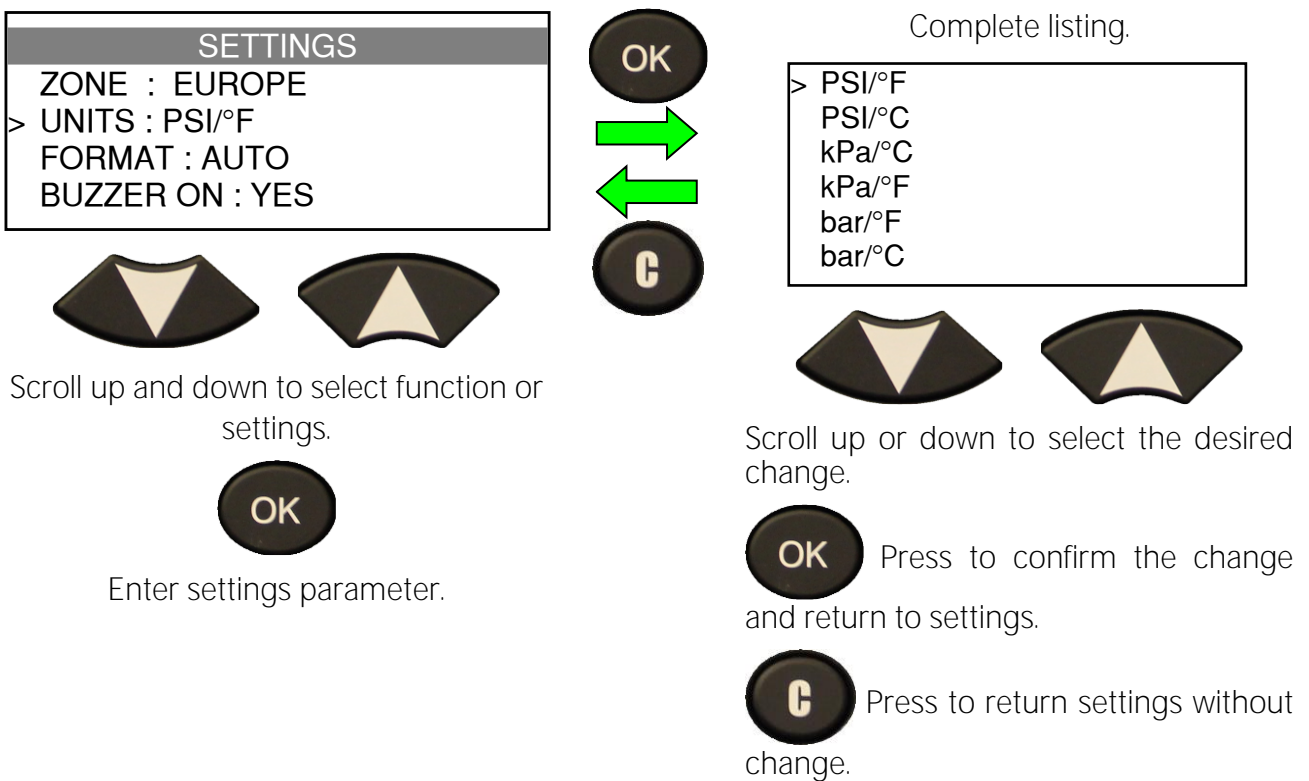 SETTINGS
ZONE : EUROPE
> UNITS : PSI/°F
FORMAT : AUTO
BUZZER ON : YES
Scroll up and down to select function or
settings.
OK
Enter settings parameter.
OK
C
Complete listing.
> PSI/°F
PSI/°C
kPa/°C
kPa/°F
bar/°F
bar/°C
Scroll up or down to select the desired
change.
OK Press to confirm the change
and return to settings.
C Press to return settings without
change.